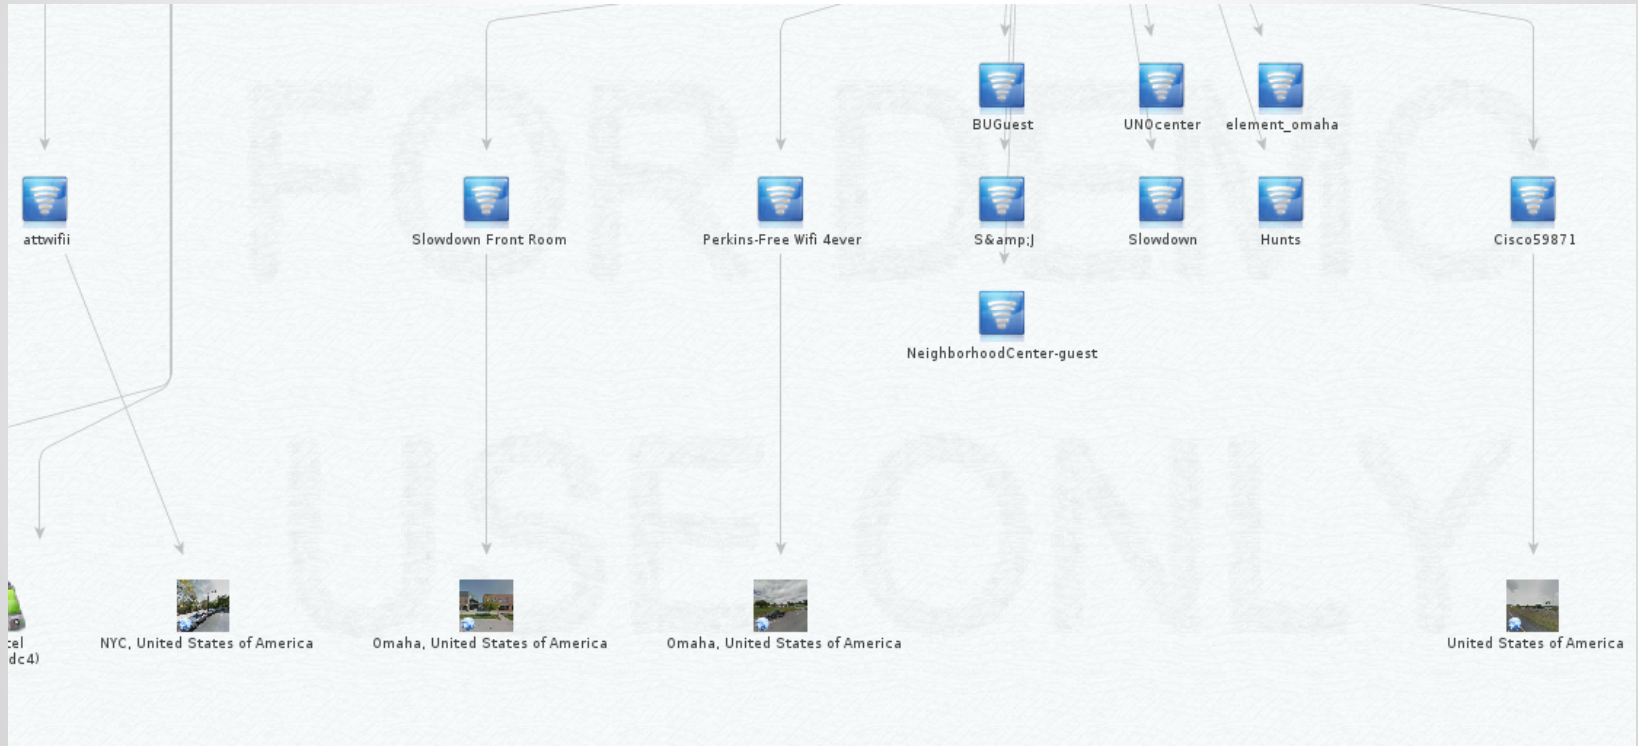 FOR DEMO
BUGuest
UNOcenter
element_omaha
attwifii
Slowdown Front Room
Perkins-Free Wifi 4ever
S&amp;J
Slowdown
Hunts
Cisco59871
NeighborhoodCenter-guest
USE ONLY
tel
dc4)
NYC, United States of America
Omaha, United States of America
Omaha, United States of America
United States of America